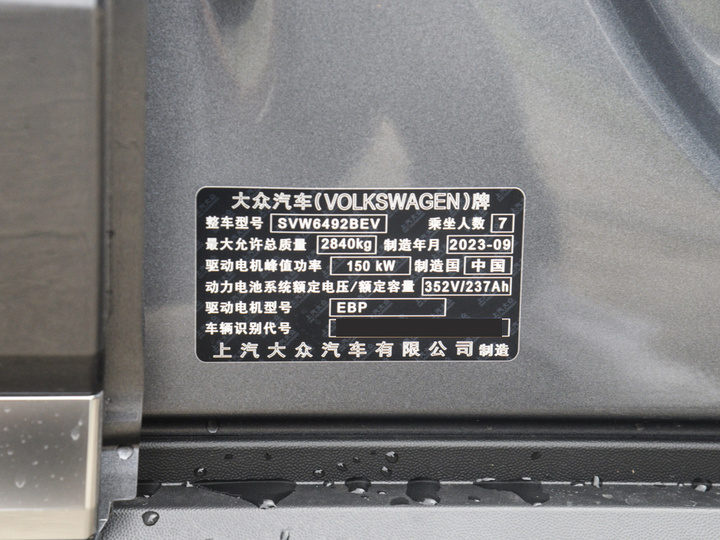 大众汽车(VOLKSWAGEN)牌
整车型号 SVW6492BEV 乘坐人数 7
最大允许总质量 2840kg 制造年月 2023-09
驱动电机峰值功率 150 kW 制造国 中国
动力电池系统额定电压/额定容量 352V/237Ah
驱动电机型号 EBP
车辆识别代号
上汽大众汽车有限公司 制造